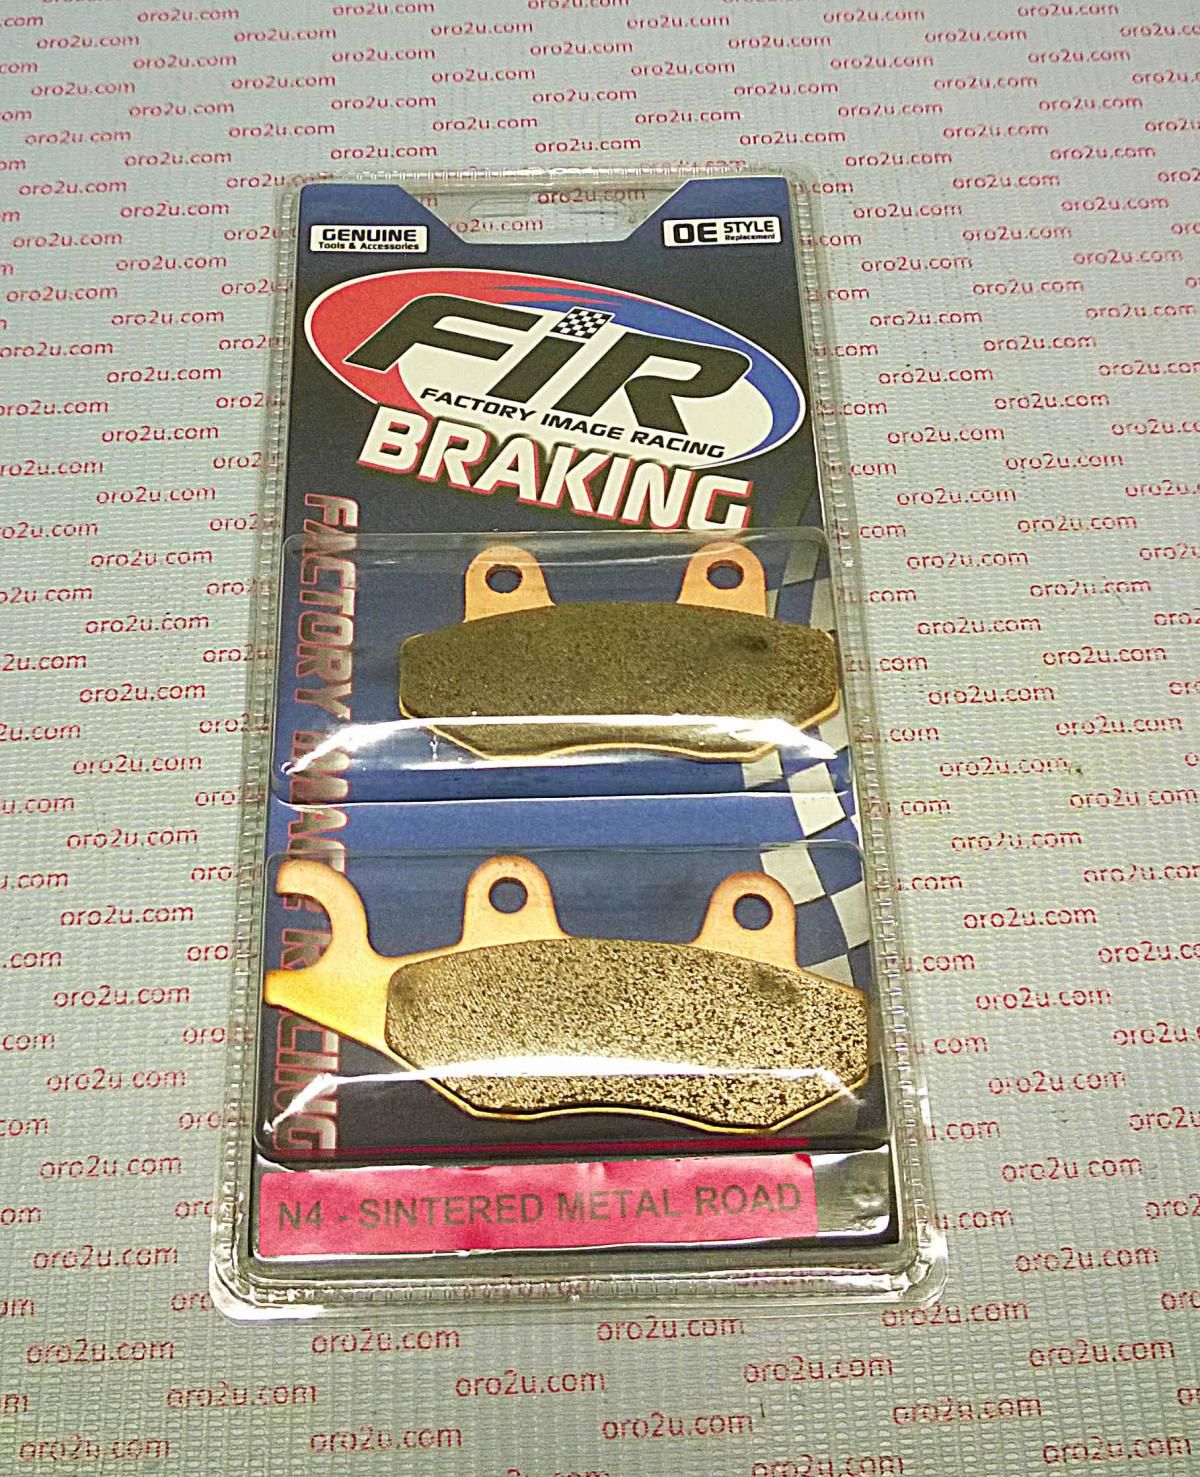 GENUINE
Tools & Accessories
OE STYLE
Replacement
FiR
FACTORY IMAGE RACING
BRAKING
FACTORY IMAGE RACING
N4 - SINTERED METAL ROAD
oro2u.com